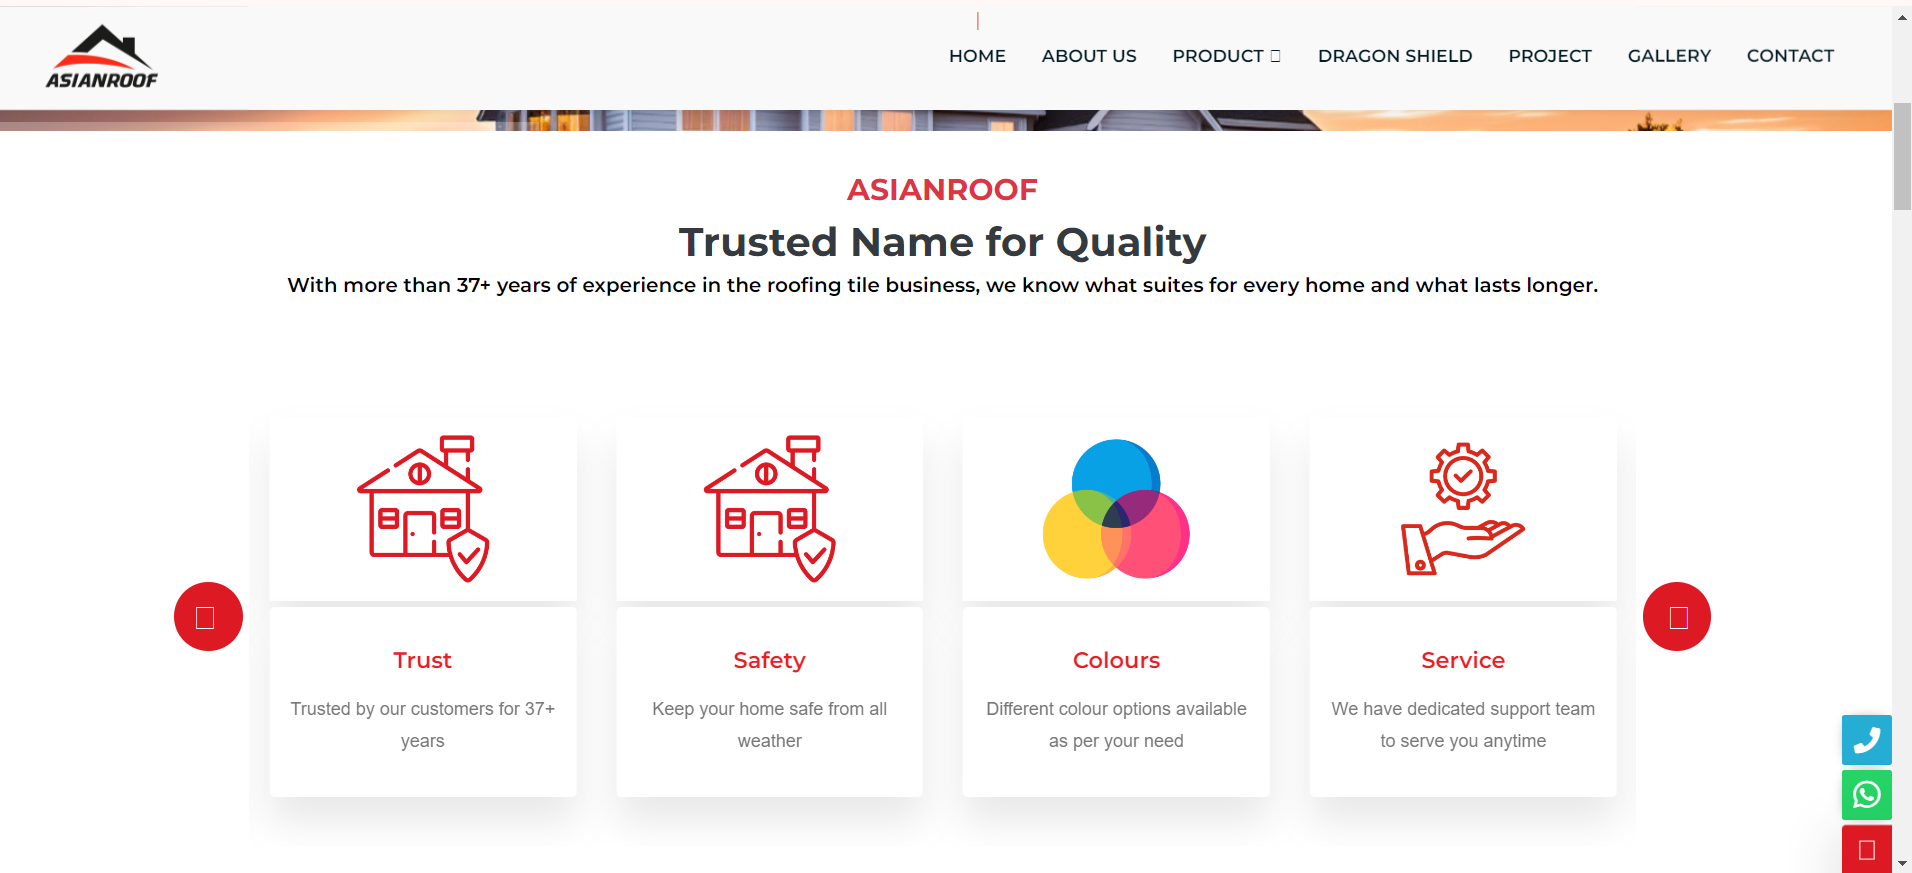 ASIANROOF
HOME ABOUT US PRODUCT DRAGON SHIELD PROJECT GALLERY CONTACT
ASIANROOF
Trusted Name for Quality
With more than 37+ years of experience in the roofing tile business, we know what suites for every home and what lasts longer.
Trust
Trusted by our customers for 37+
years
Safety
Keep your home safe from all
weather
Colours
Different colour options available
as per your need
Service
We have dedicated support team
to serve you anytime